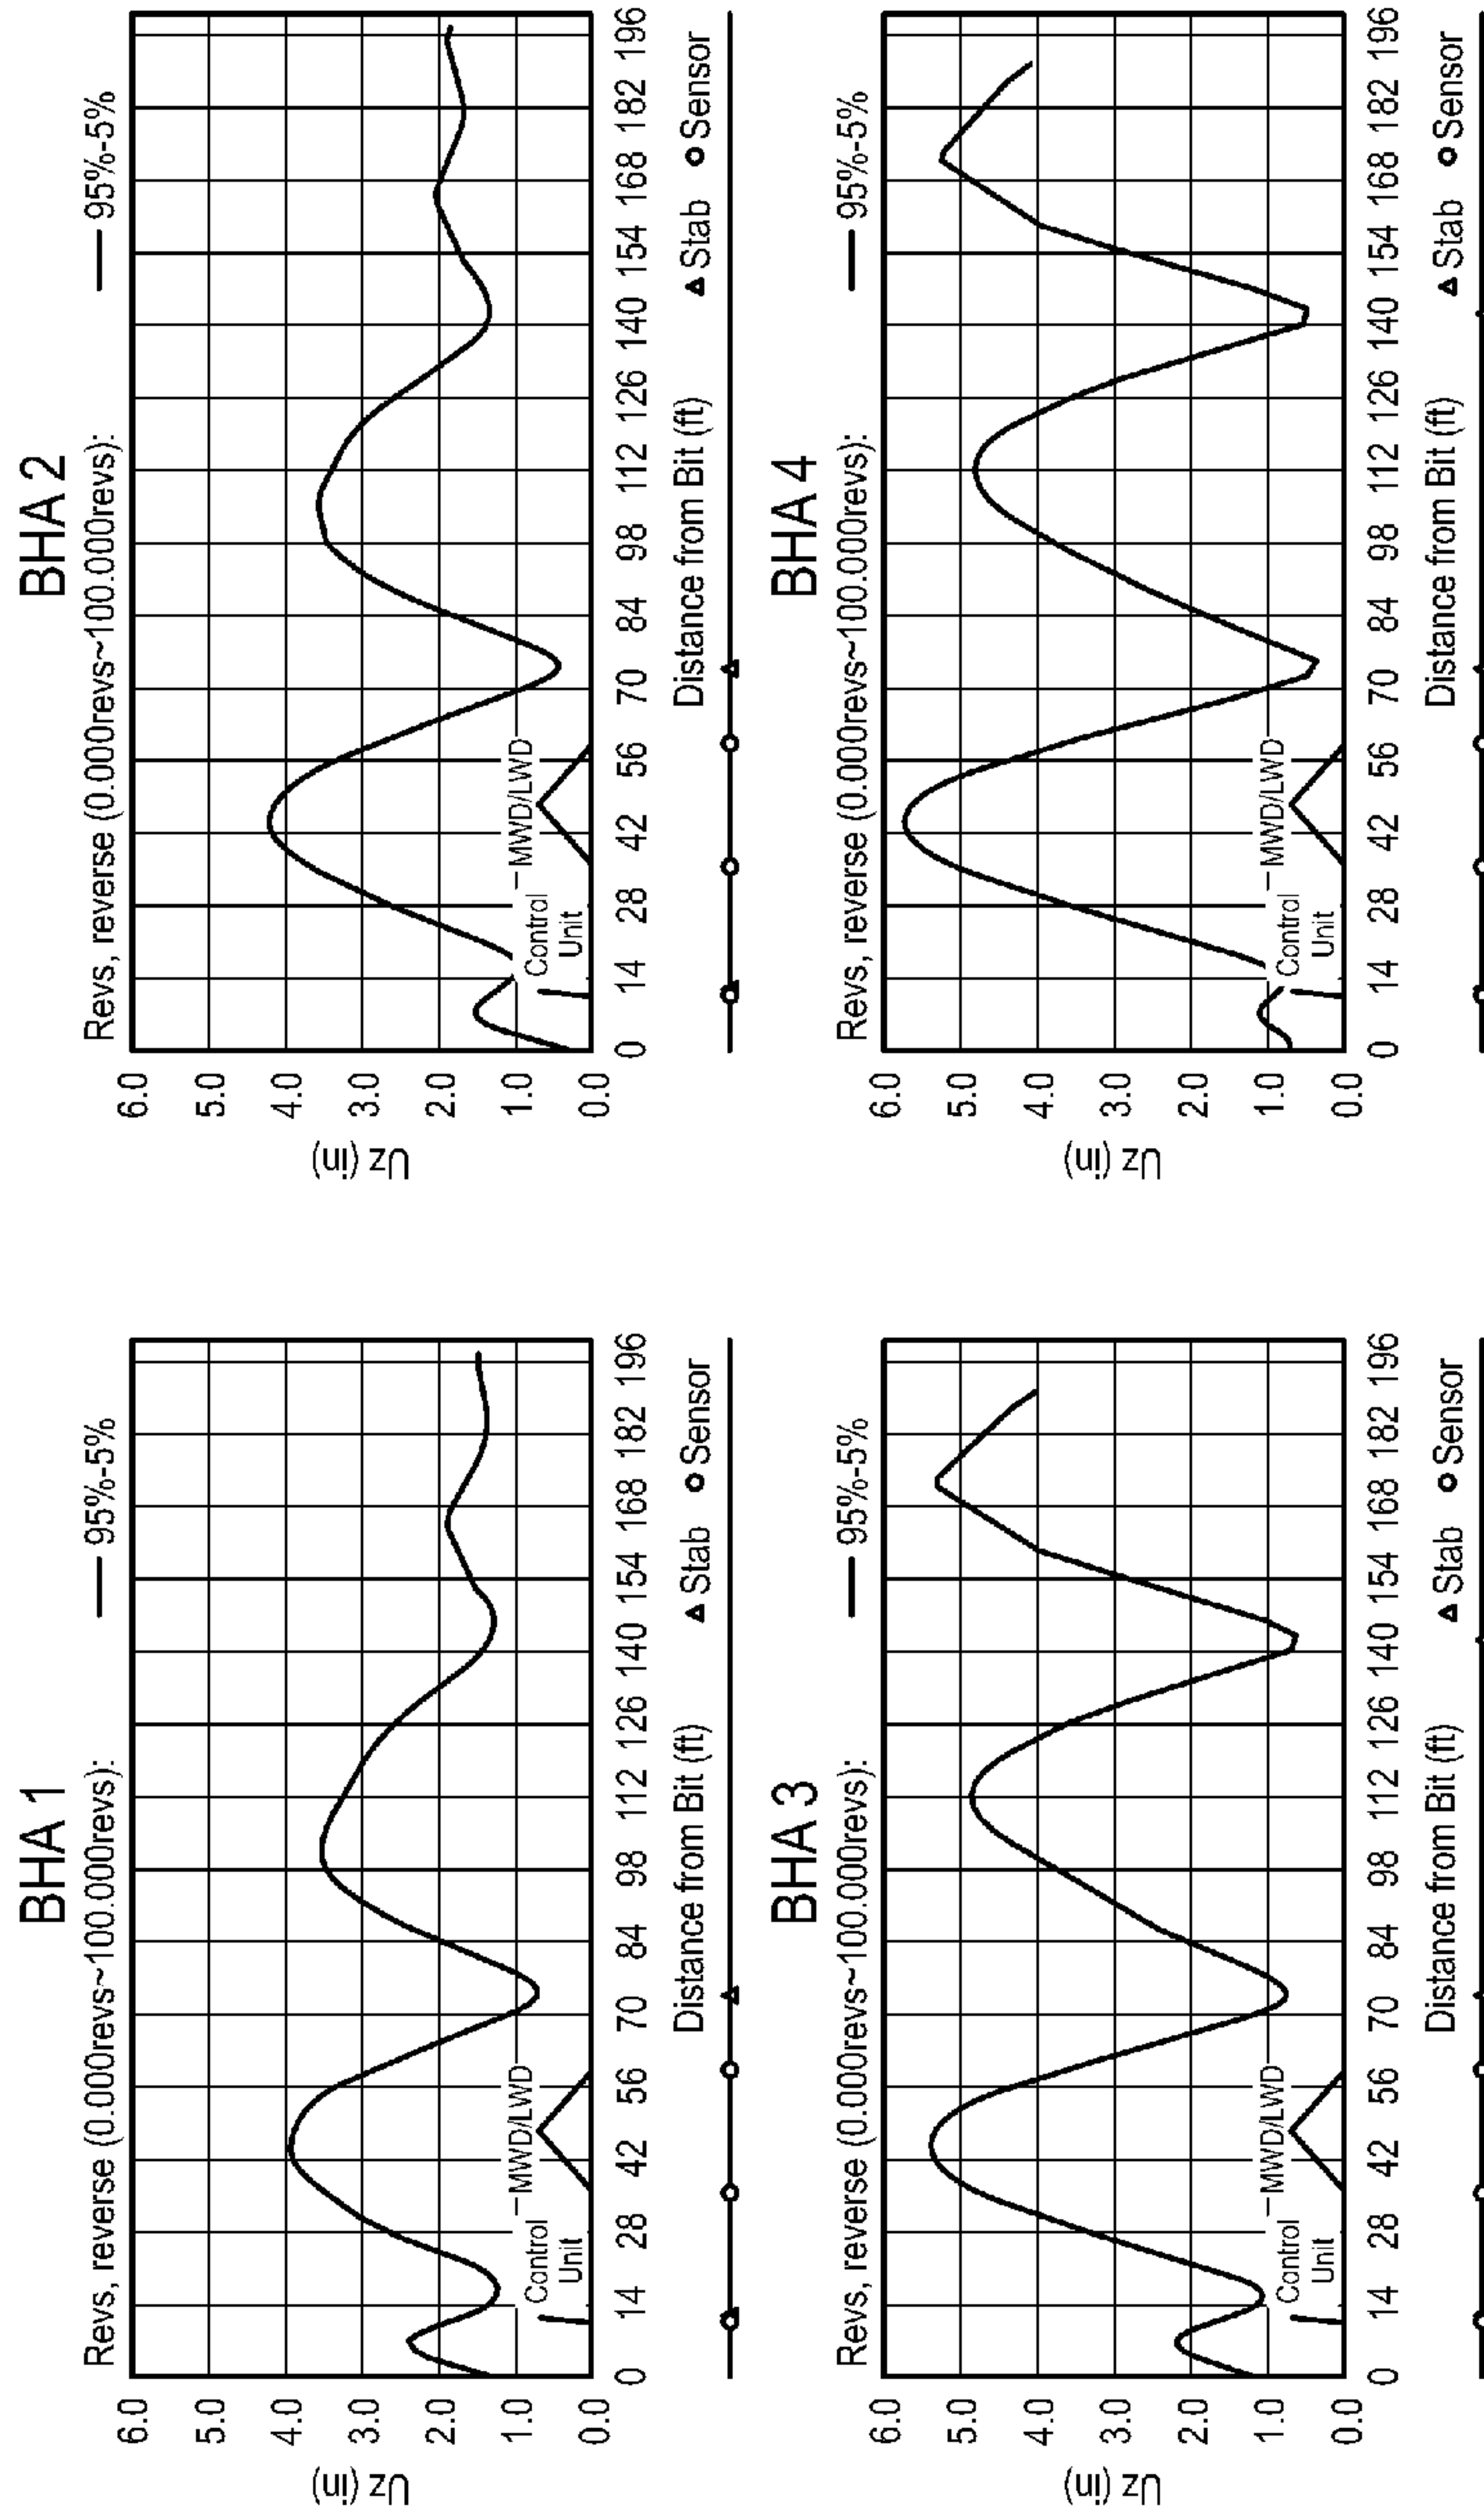 BHA 1
Revs, reverse (0.000revs~100.000revs):
95%-5%
6.0
5.0
4.0
3.0
2.0
1.0
0.0
Uz (in)
Control
Unit
MWD/LWD
0 14 28 42 56 70 84 98 112 126 140 154 168 182 196
Distance from Bit (ft)
Stab Sensor
BHA 2
Revs, reverse (0.000revs~100.000revs):
95%-5%
6.0
5.0
4.0
3.0
2.0
1.0
0.0
Uz (in)
Control
Unit
MWD/LWD
0 14 28 42 56 70 84 98 112 126 140 154 168 182 196
Distance from Bit (ft)
Stab Sensor
BHA 3
Revs, reverse (0.000revs~100.000revs):
95%-5%
6.0
5.0
4.0
3.0
2.0
1.0
0.0
Uz (in)
Control
Unit
MWD/LWD
0 14 28 42 56 70 84 98 112 126 140 154 168 182 196
Distance from Bit (ft)
Stab Sensor
BHA 4
Revs, reverse (0.000revs~100.000revs):
95%-5%
6.0
5.0
4.0
3.0
2.0
1.0
0.0
Uz (in)
Control
Unit
MWD/LWD
0 14 28 42 56 70 84 98 112 126 140 154 168 182 196
Distance from Bit (ft)
Stab Sensor